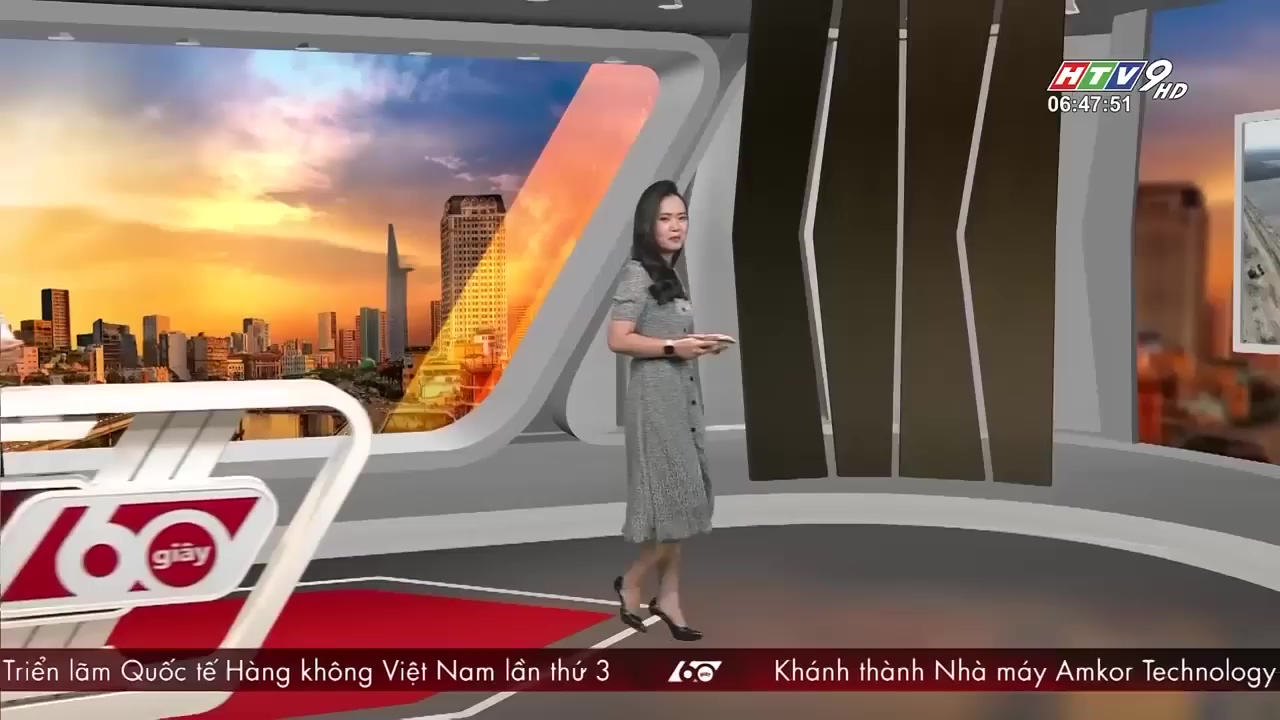 HTV9 HD
06:47:51
60 giây
Triển lãm Quốc tế Hàng không Việt Nam lần thứ 3 60 giây Khánh thành Nhà máy Amkor Technology